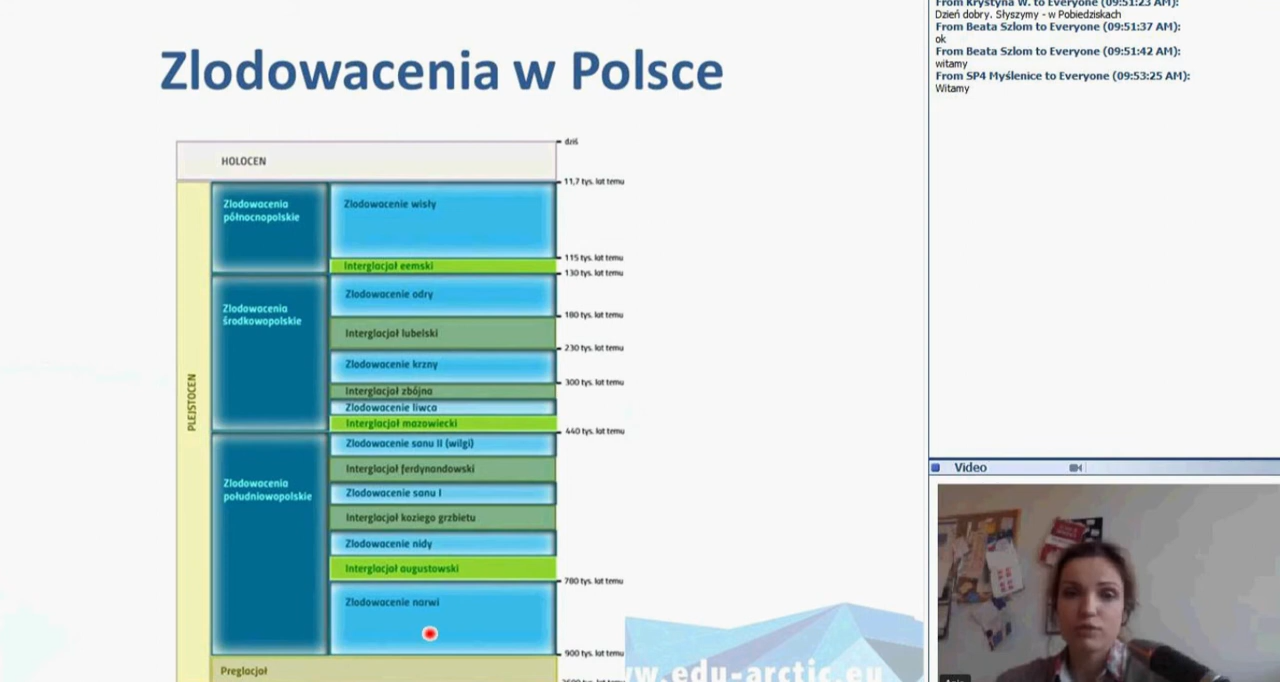 From Krystyna W. to Everyone (09:51:23 AM):
Dzień dobry. Słyszymy - w Pobiedziskach
From Beata Szlom to Everyone (09:51:37 AM):
ok
From Beata Szlom to Everyone (09:51:42 AM):
witamy
From SP4 Myślenice to Everyone (09:53:25 AM):
Witamy
Zlodowacenia w Polsce
dziś
HOLOCEN
11,7 tys. lat temu
Zlodowacenia
północnopolskie
Zlodowacenie wisły
115 tys. lat temu
Interglacjał eemski
130 tys. lat temu
Zlodowacenia
środkowopolskie
Zlodowacenie odry
180 tys. lat temu
Interglacjał lubelski
230 tys. lat temu
Zlodowacenie krzny
300 tys. lat temu
Interglacjał zbójna
Zlodowacenie liwca
Interglacjał mazowiecki
440 tys. lat temu
PLEJSTOCEN
Zlodowacenia
południowopolskie
Zlodowacenie sanu II (wilgi)
Interglacjał ferdynandowski
Zlodowacenie sanu I
Interglacjał koziego grzbietu
Zlodowacenie nidy
Interglacjał augustowski
780 tys. lat temu
Zlodowacenie narwi
900 tys. lat temu
Preglacjał
w.edu-arctic.eu
Video